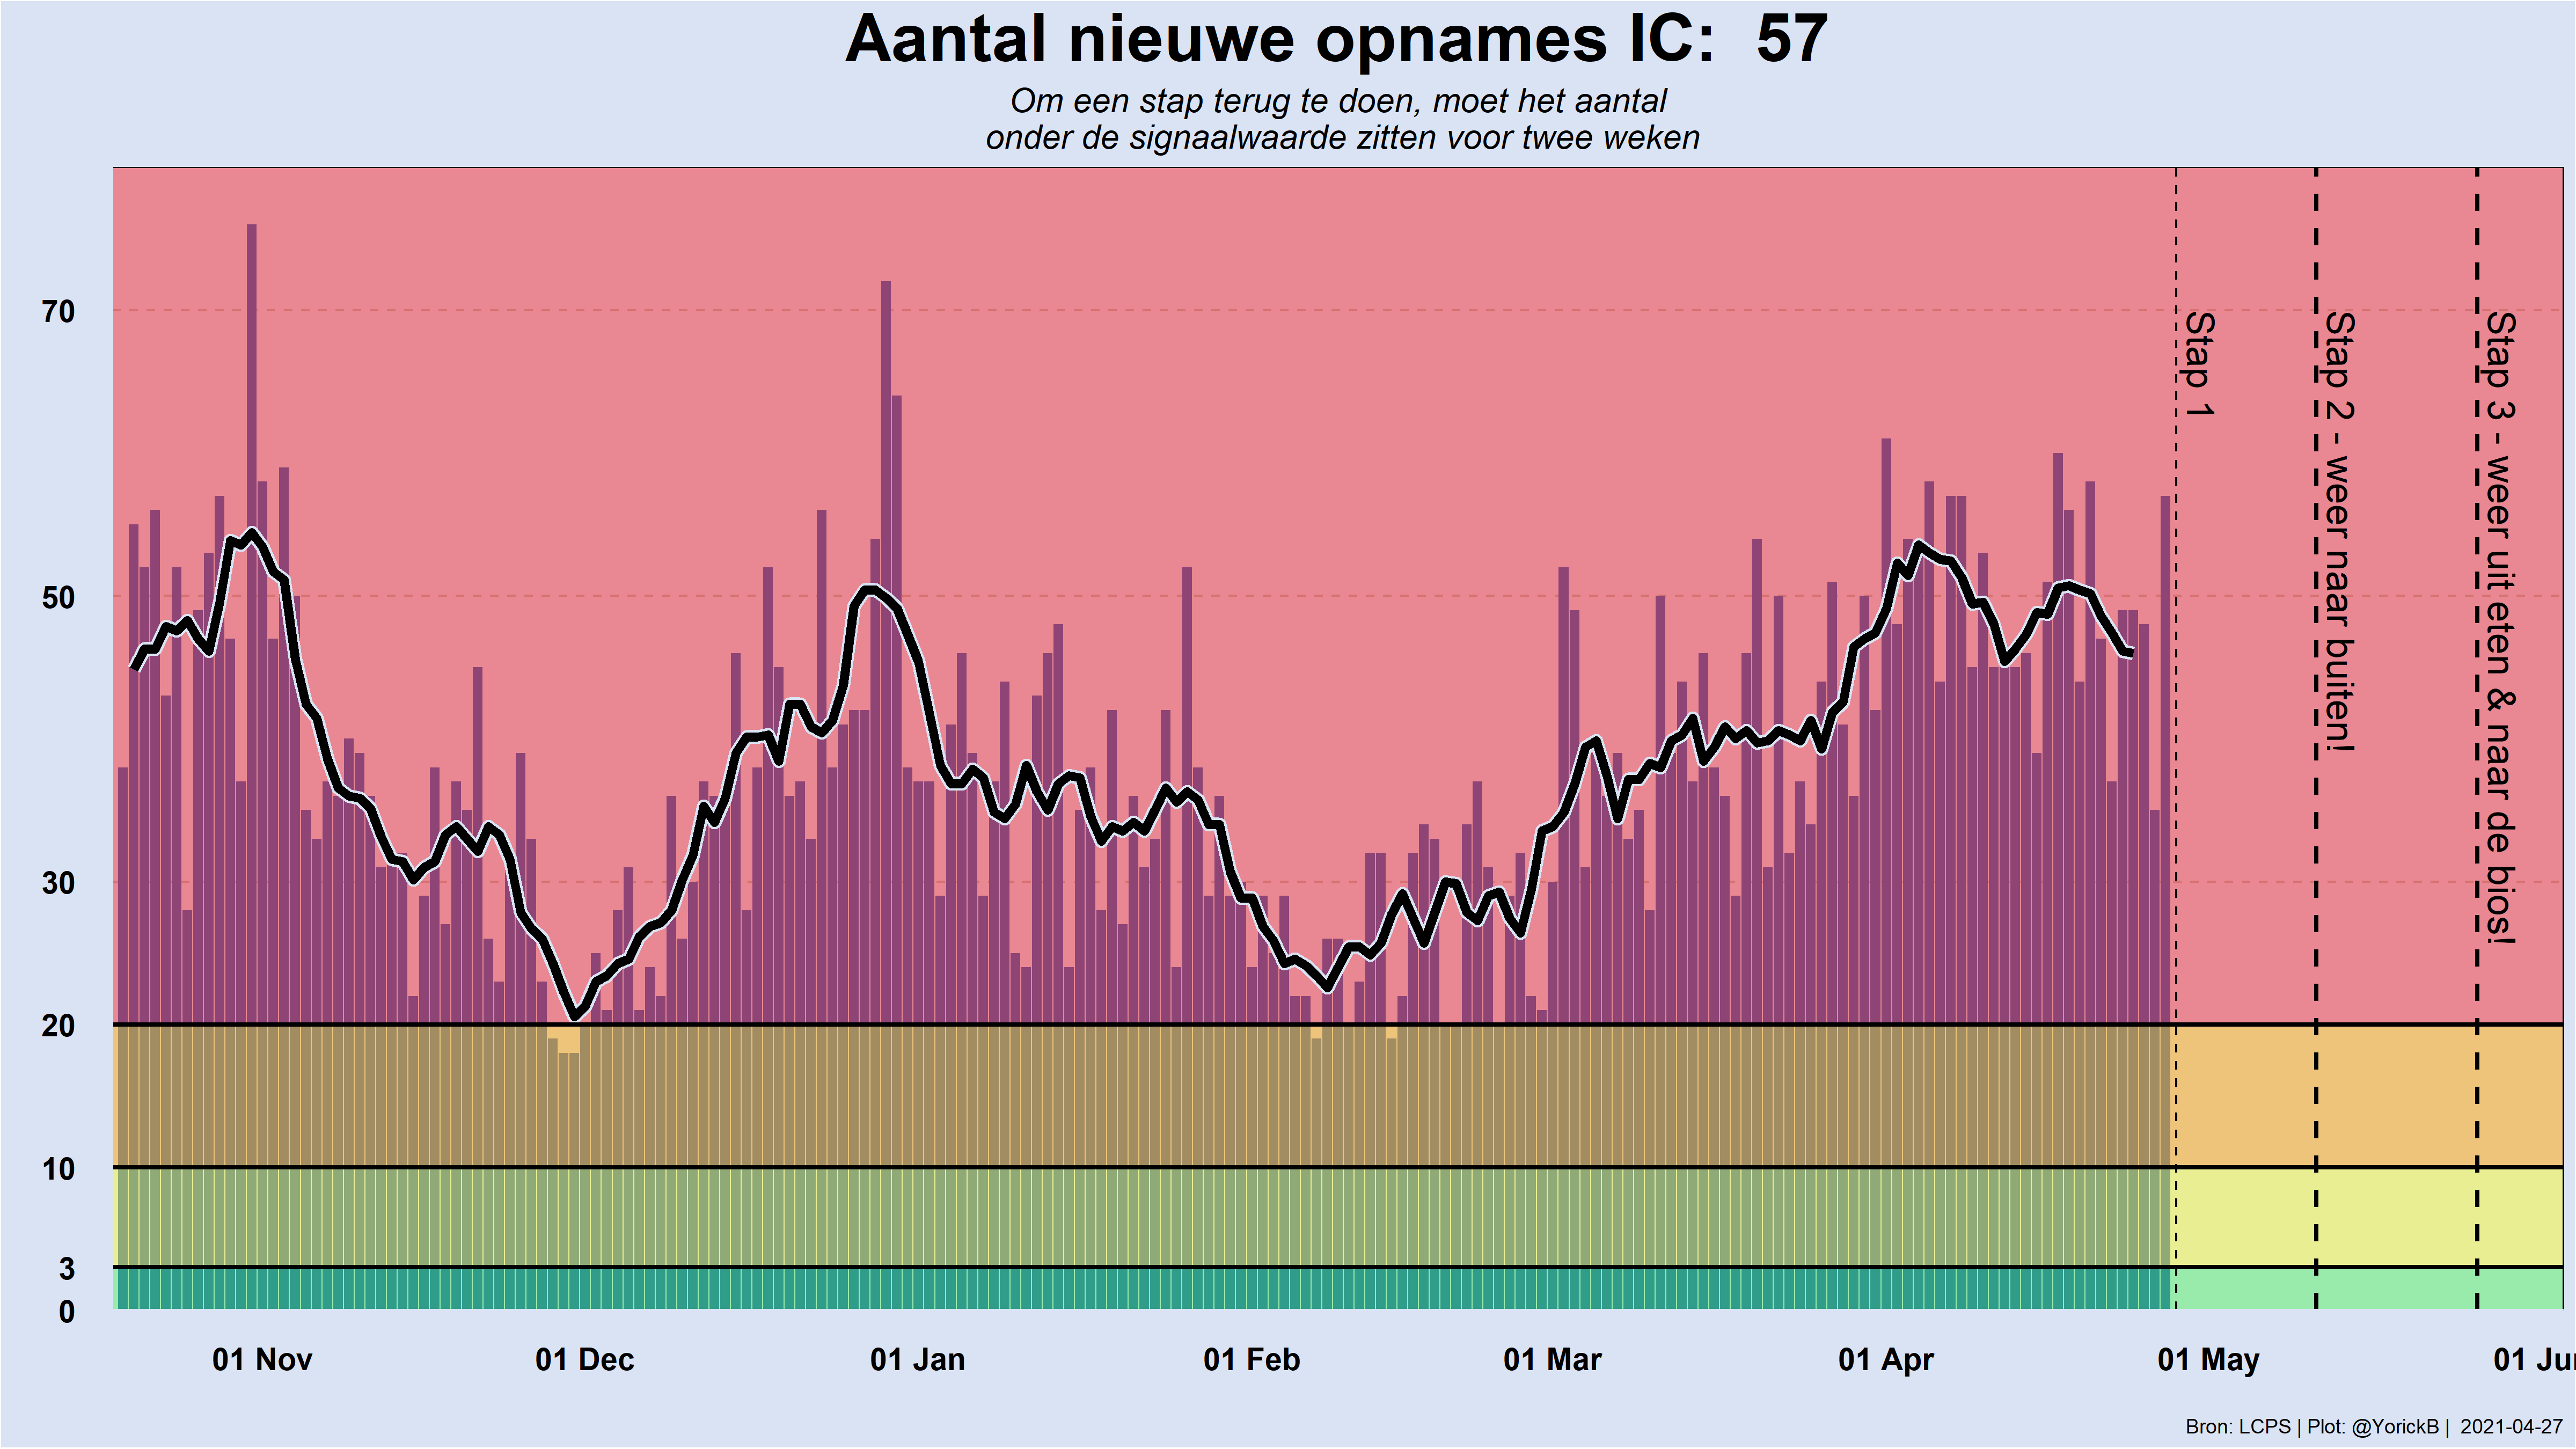 Aantal nieuwe opnames IC: 57
Om een stap terug te doen, moet het aantal
onder de signaalwaarde zitten voor twee weken
70
50
30
20
10
3
0
Stap 1
Stap 2 - weer naar buiten!
Stap 3 - weer uit eten & naar de bios!
01 Nov
01 Dec
01 Jan
01 Feb
01 Mar
01 Apr
01 May
01 Ju
Bron: LCPS | Plot: @YorickB | 2021-04-27